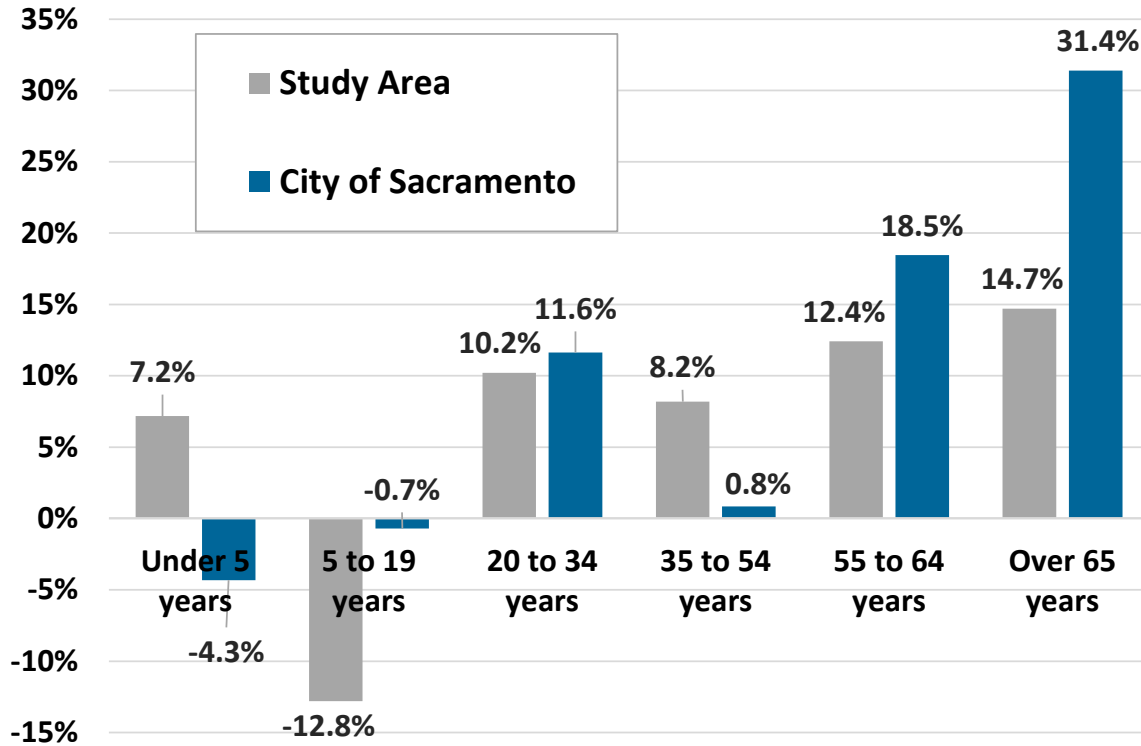 35%
30%
25%
20%
15%
10%
5%
0%
-5%
-10%
-15%
Study Area
City of Sacramento
7.2%
-4.3%
-12.8%
-0.7%
10.2%
11.6%
8.2%
0.8%
12.4%
18.5%
14.7%
31.4%
Under 5
years
5 to 19
years
20 to 34
years
35 to 54
years
55 to 64
years
Over 65
years